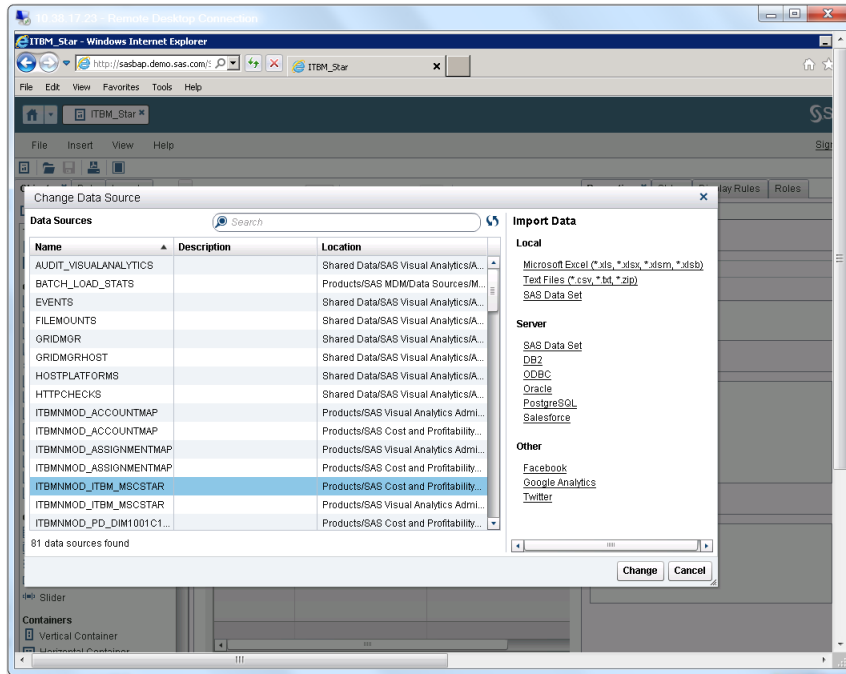 10.38.17.23 - Remote Desktop Connection
ITBM_Star - Windows Internet Explorer
http://sasbap.demo.sas.com/
ITBM_Star
File Edit View Favorites Tools Help
ITBM_Star
File Insert View Help
Display Rules Roles
Change Data Source
Data Sources
Search
Name Description Location
AUDIT_VISUALANALYTICS Shared Data/SAS Visual Analytics/A...
BATCH_LOAD_STATS Products/SAS MDM/Data Sources/M...
EVENTS Shared Data/SAS Visual Analytics/A...
FILEMOUNTS Shared Data/SAS Visual Analytics/A...
GRIDMGR Shared Data/SAS Visual Analytics/A...
GRIDMGRHOST Shared Data/SAS Visual Analytics/A...
HOSTPLATFORMS Shared Data/SAS Visual Analytics/A...
HTTPCHECKS Shared Data/SAS Visual Analytics/A...
ITBMNMOD_ACCOUNTMAP Products/SAS Visual Analytics Admi...
ITBMNMOD_ACCOUNTMAP Products/SAS Cost and Profitability...
ITBMNMOD_ASSIGNMENTMAP Products/SAS Visual Analytics Admi...
ITBMNMOD_ASSIGNMENTMAP Products/SAS Cost and Profitability...
ITBMNMOD_ITBM_MSCSTAR Products/SAS Cost and Profitability...
ITBMNMOD_ITBM_MSCSTAR Products/SAS Visual Analytics Admi...
ITBMNMOD_PD_DIM1001C1... Products/SAS Cost and Profitability...
81 data sources found
Import Data
Local
Microsoft Excel (*.xls, *.xlsx, *.xlsm, *.xlsb)
Text Files (*.csv, *.txt, *.zip)
SAS Data Set
Server
SAS Data Set
DB2
ODBC
Oracle
PostgreSQL
Salesforce
Other
Facebook
Google Analytics
Twitter
Change Cancel
Slider
Containers
Vertical Container
Horizontal Container